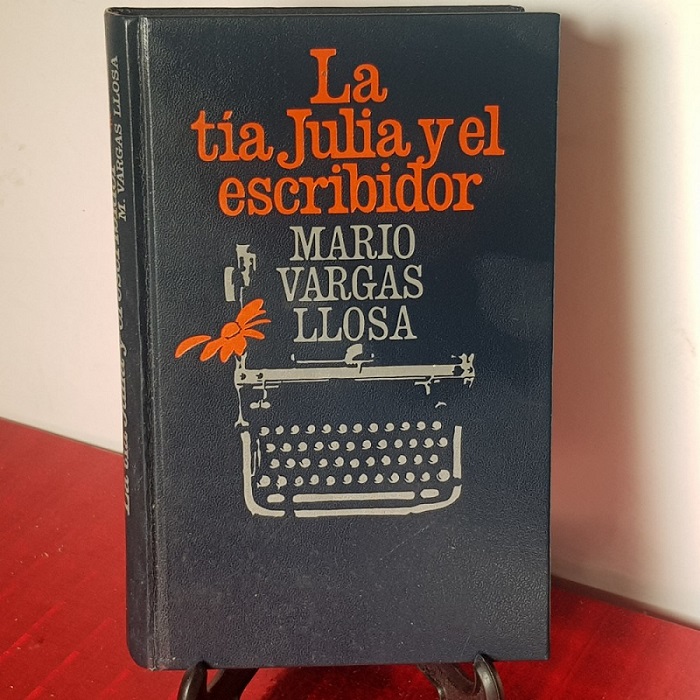 La
tía Julia y el
escribidor
MARIO
VARGAS
LLOSA
M. VARGAS LLOSA